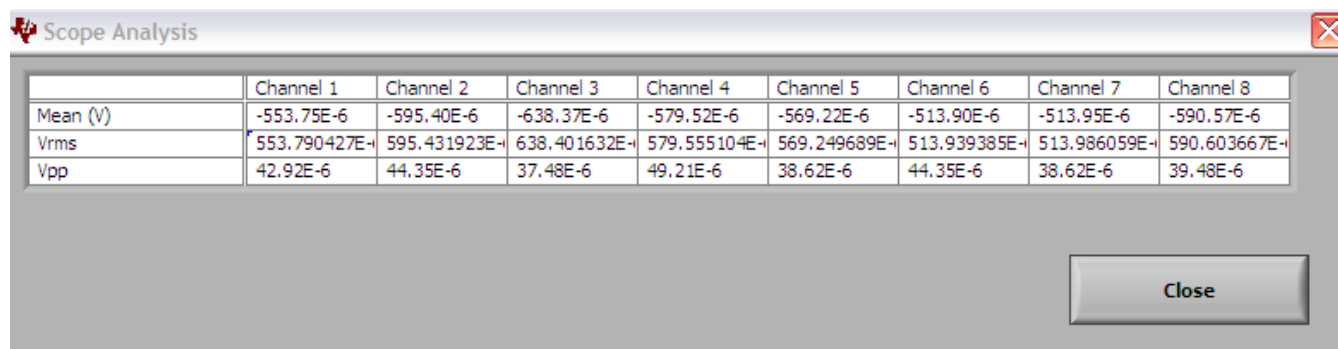 Scope Analysis
Channel 1 Channel 2 Channel 3 Channel 4 Channel 5 Channel 6 Channel 7 Channel 8
Mean (V) -553.75E-6 -595.40E-6 -638.37E-6 -579.52E-6 -569.22E-6 -513.90E-6 -513.95E-6 -590.57E-6
Vrms 553.790427E- 595.431923E- 638.401632E- 579.555104E- 569.249689E- 513.939385E- 513.986059E- 590.603667E-
Vpp 42.92E-6 44.35E-6 37.48E-6 49.21E-6 38.62E-6 44.35E-6 38.62E-6 39.48E-6
Close